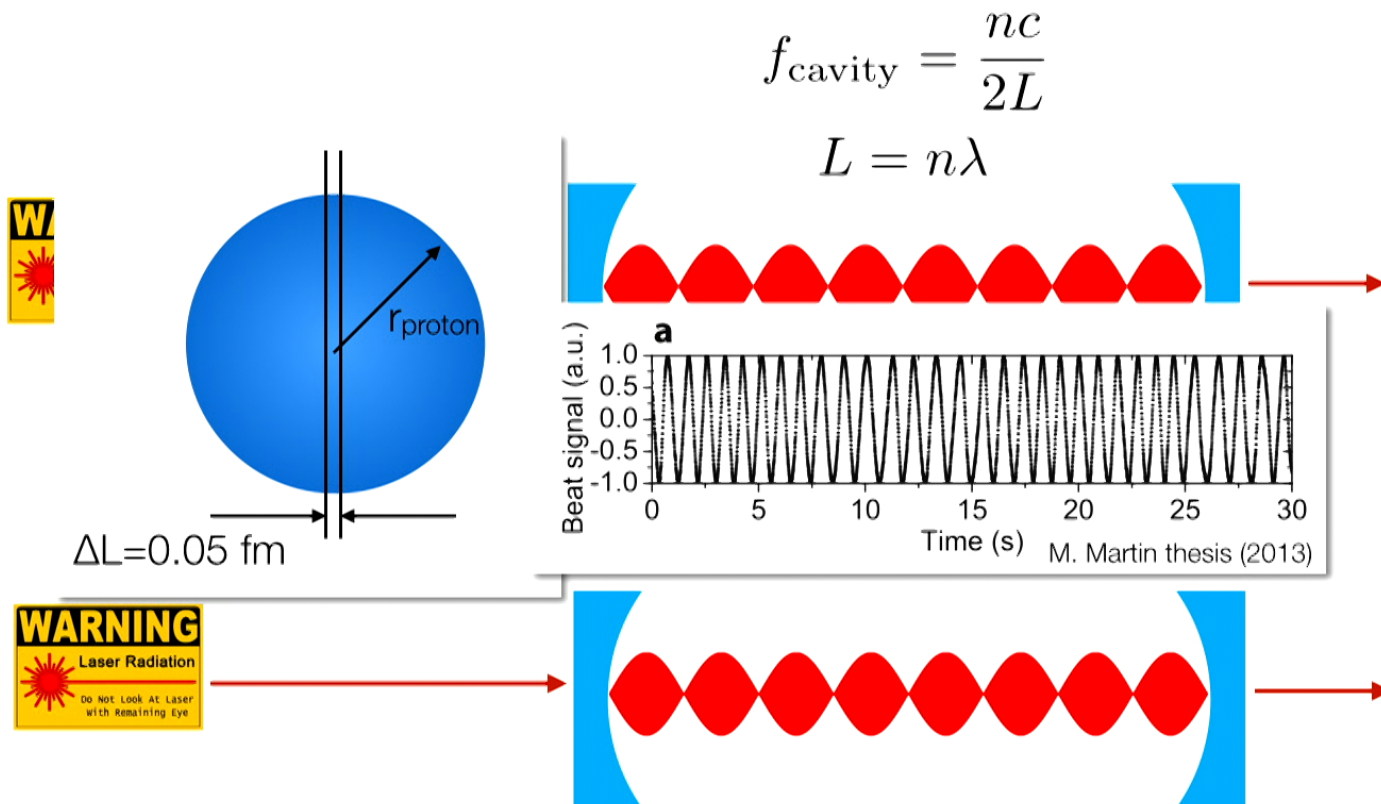 f_cavity = nc / 2L
L = nλ
WA
r_proton
ΔL=0.05 fm
a
Beat signal (a.u.)
1.0
0.5
0.0
-0.5
-1.0
0 5 10 15 20 25 30
Time (s)
M. Martin thesis (2013)
WARNING
Laser Radiation
Do Not Look At Laser
With Remaining Eye